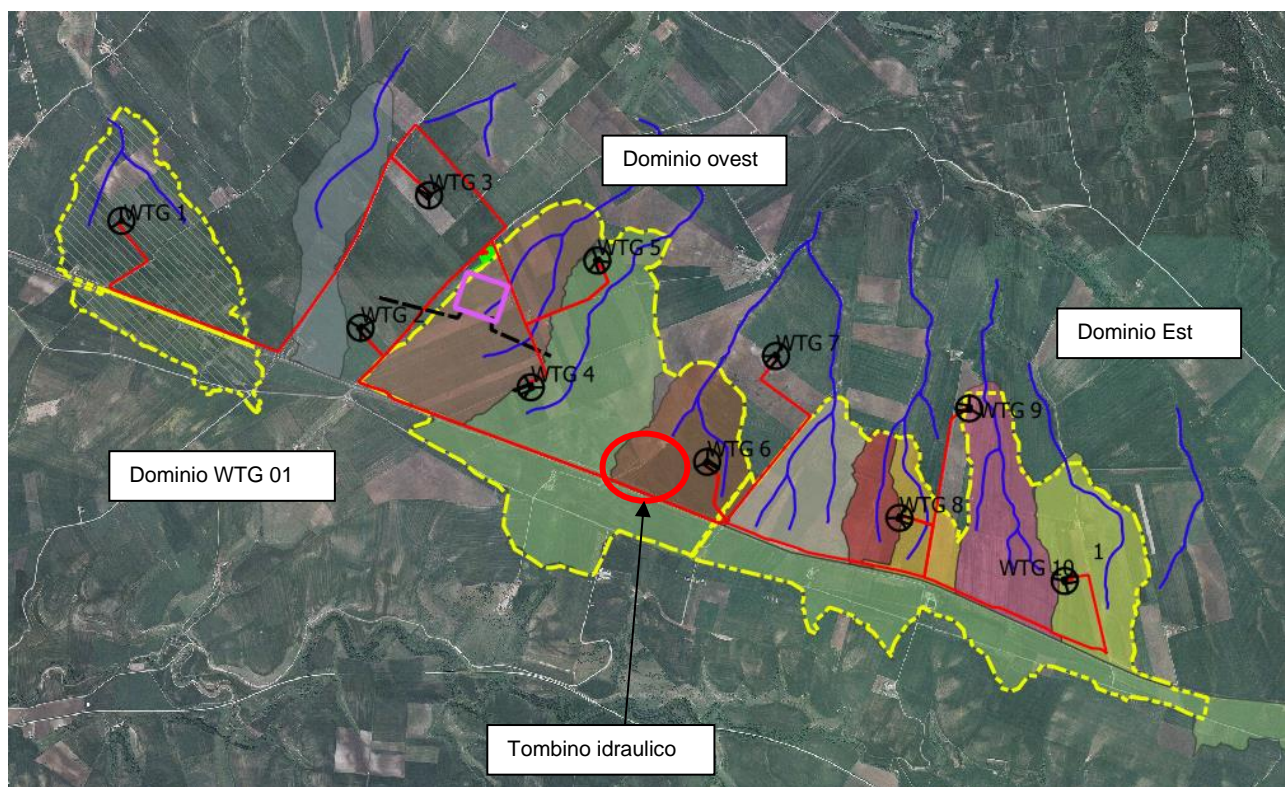 Dominio ovest
WTG 1
WTG 3
WTG 5
WTG 2
Dominio Est
WTG 7
WTG 4
WTG 9
WTG 6
Dominio WTG 01
WTG 8
1
WTG 10
Tombino idraulico